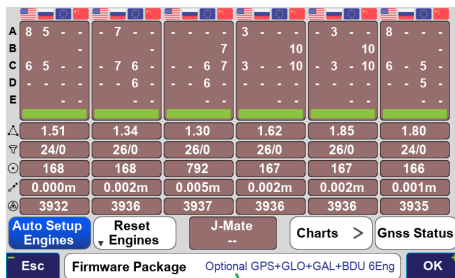 A 8 5 - - - 7 - - - - - - 3 - - - - 3 - - 8 - - -
B - 7 10 10 -
C 6 5 - - - 7 6 - - - 6 7 3 - - 10 - 3 - 10 6 - 5 -
D - - - - - - 6 - - - 6 - - - - - - - - - - - 5 -
E - - - - - - - - - - - -
1.51 1.34 1.30 1.62 1.85 1.80
24/0 26/0 26/0 24/0 26/0 24/0
168 168 792 167 167 166
0.000m 0.002m 0.005m 0.002m 0.002m 0.001m
3932 3936 3937 3936 3936 3935
Auto Setup Engines
Reset Engines
J-Mate
--
Charts >
Gnss Status
Esc
Firmware Package Optional GPS+GLO+GAL+BDU 6Eng
OK